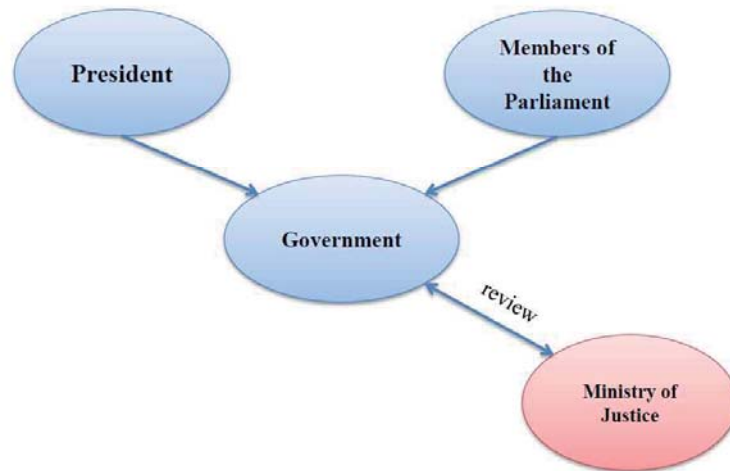 President
Members of
the
Parliament
Government
review
Ministry of
Justice